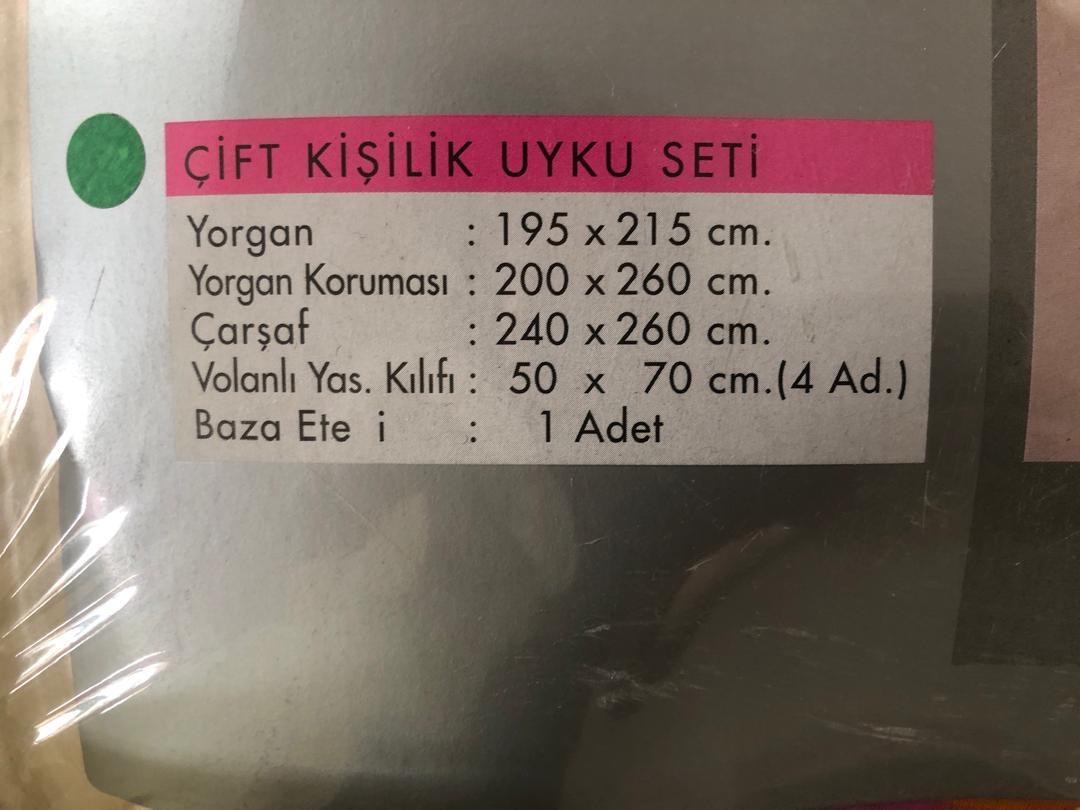 ÇİFT KİŞİLİK UYKU SETİ
Yorgan : 195 x 215 cm.
Yorgan Koruması : 200 x 260 cm.
Çarşaf : 240 x 260 cm.
Volanlı Yas. Kılıfı : 50 x 70 cm.(4 Ad.)
Baza Ete i : 1 Adet